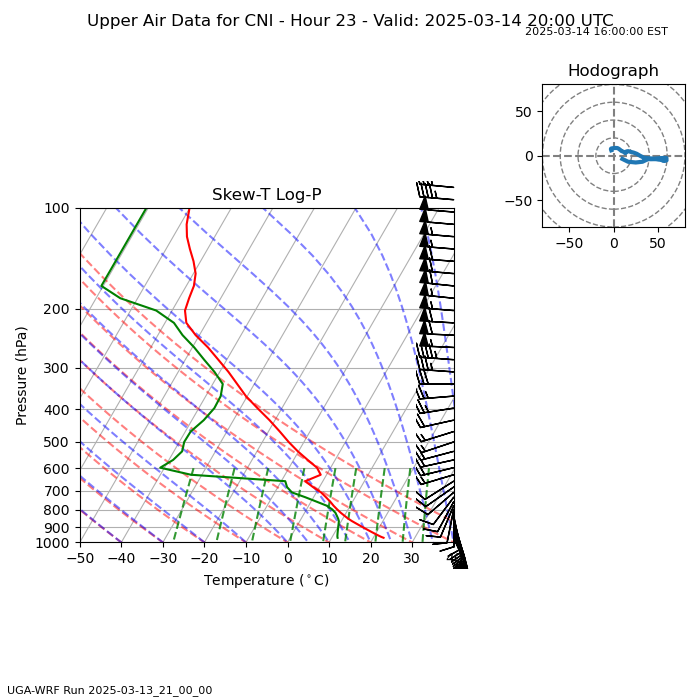 Upper Air Data for CNI - Hour 23 - Valid: 2025-03-14 20:00 UTC
2025-03-14 16:00:00 EST
Hodograph
50
0
−50
−50 0 50
Skew-T Log-P
100
200
300
400
500
600
700
800
900
1000
Pressure (hPa)
−50 −40 −30 −20 −10 0 10 20 30
Temperature (°C)
UGA-WRF Run 2025-03-13_21_00_00